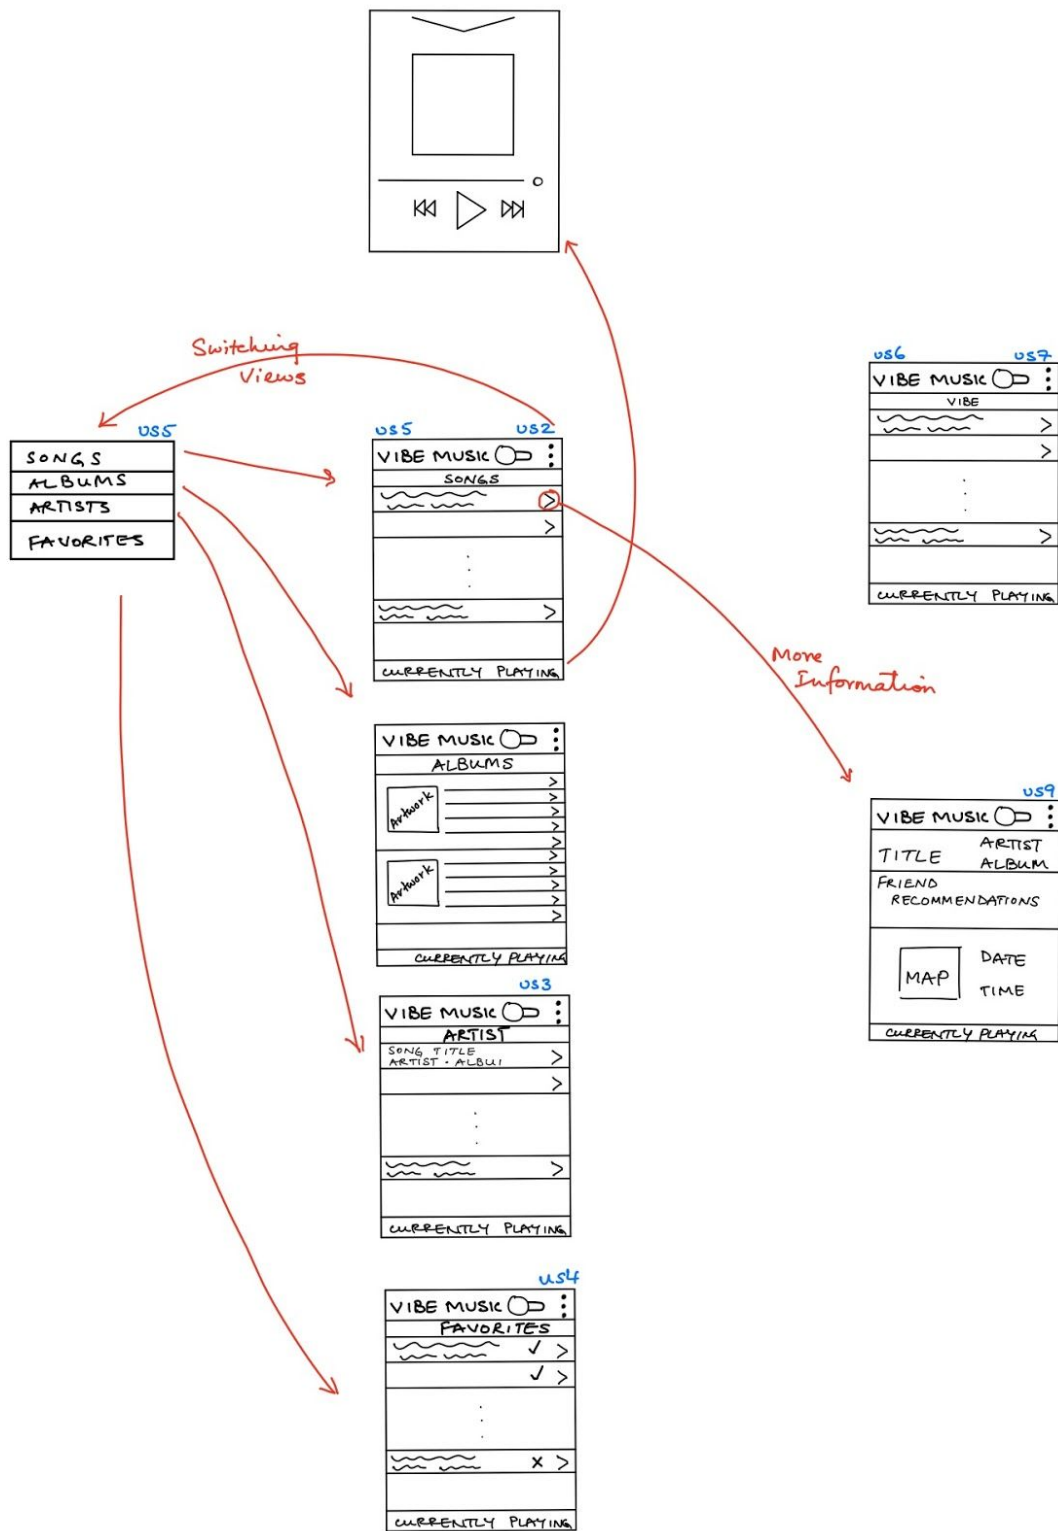 Switching
Views
US5
SONGS
ALBUMS
ARTISTS
FAVORITES
US5 US2
VIBE MUSIC
SONGS
CURRENTLY PLAYING
US6 US7
VIBE MUSIC
VIBE
CURRENTLY PLAYING
More
Information
VIBE MUSIC
ALBUMS
Artwork
Artwork
CURRENTLY PLAYING
US9
VIBE MUSIC
TITLE ARTIST
ALBUM
FRIEND
RECOMMENDATIONS
MAP DATE
TIME
CURRENTLY PLAYING
US3
VIBE MUSIC
ARTIST
SONG TITLE
ARTIST - ALBUI
CURRENTLY PLAYING
US4
VIBE MUSIC
FAVORITES
CURRENTLY PLAYING